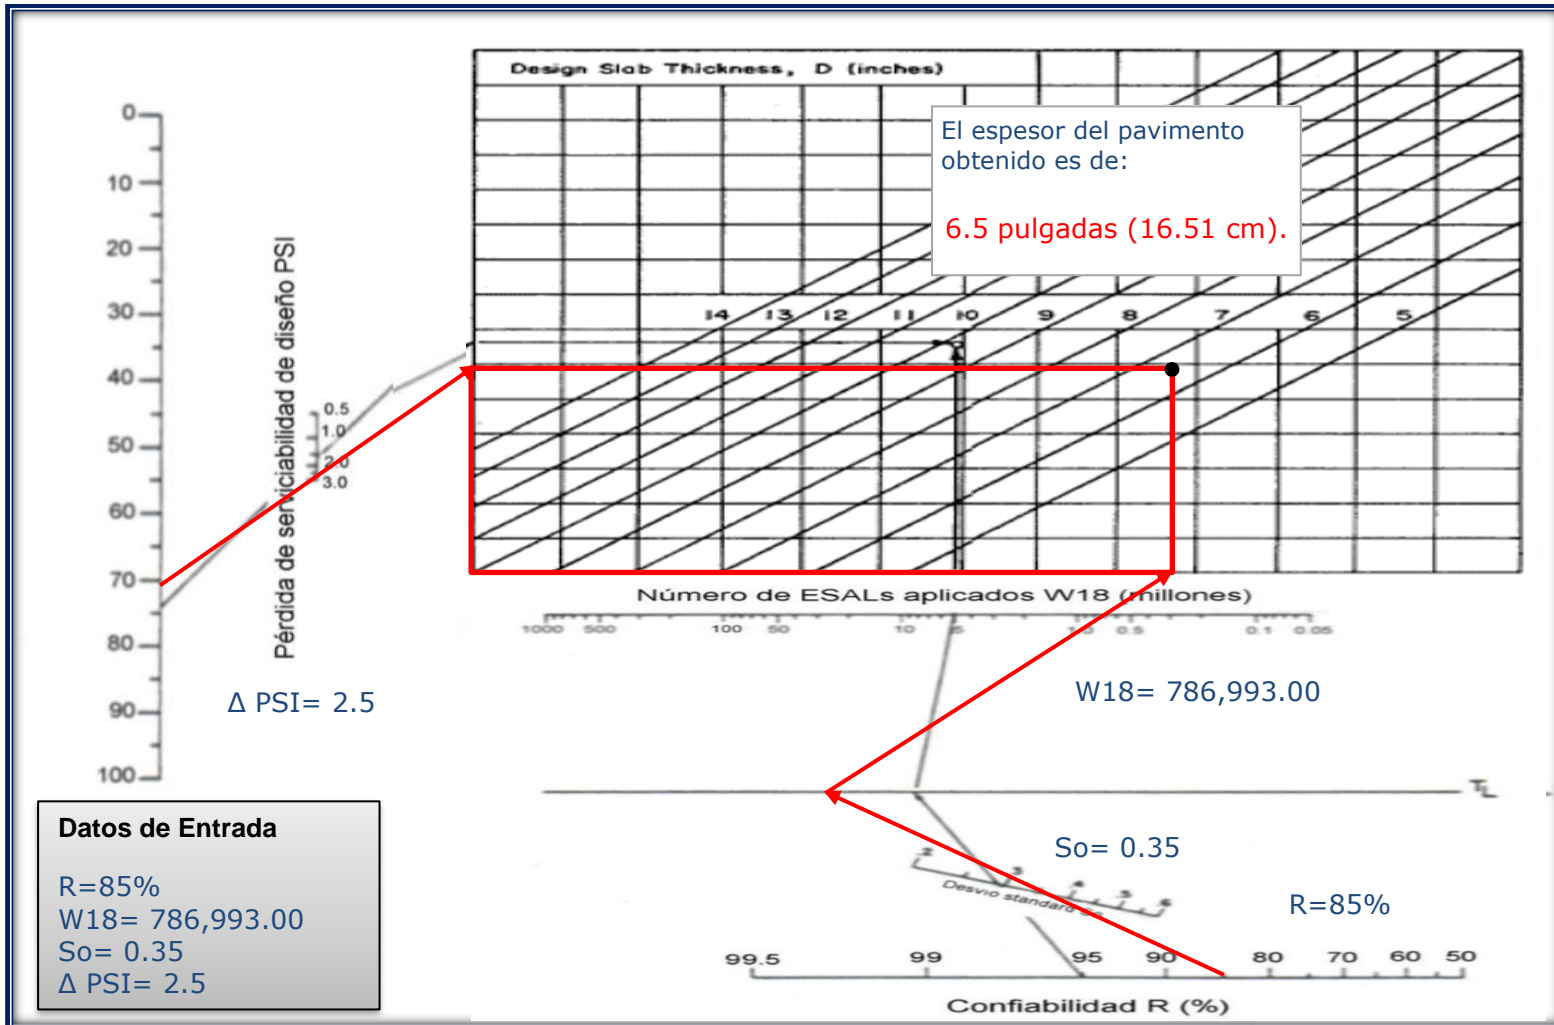 Design Slab Thickness, D (inches)
El espesor del pavimento
obtenido es de:
6.5 pulgadas (16.51 cm).
0
10
20
30
40
50
60
70
80
90
100
Pérdida de serviciabilidad de diseño PSI
0.5
1.0
2.0
3.0
14 13 12 11 10 9 8 7 6 5
Número de ESALs aplicados W18 (millones)
1000 500 100 50 10 5 1.0 0.5 0.1 0.05
Δ PSI= 2.5
W18= 786,993.00
TL
Datos de Entrada
R=85%
W18= 786,993.00
So= 0.35
Δ PSI= 2.5
So= 0.35
.2 .3 .4 .5 .6
Desvio standard So
R=85%
99.5 99 95 90 80 70 60 50
Confiabilidad R (%)